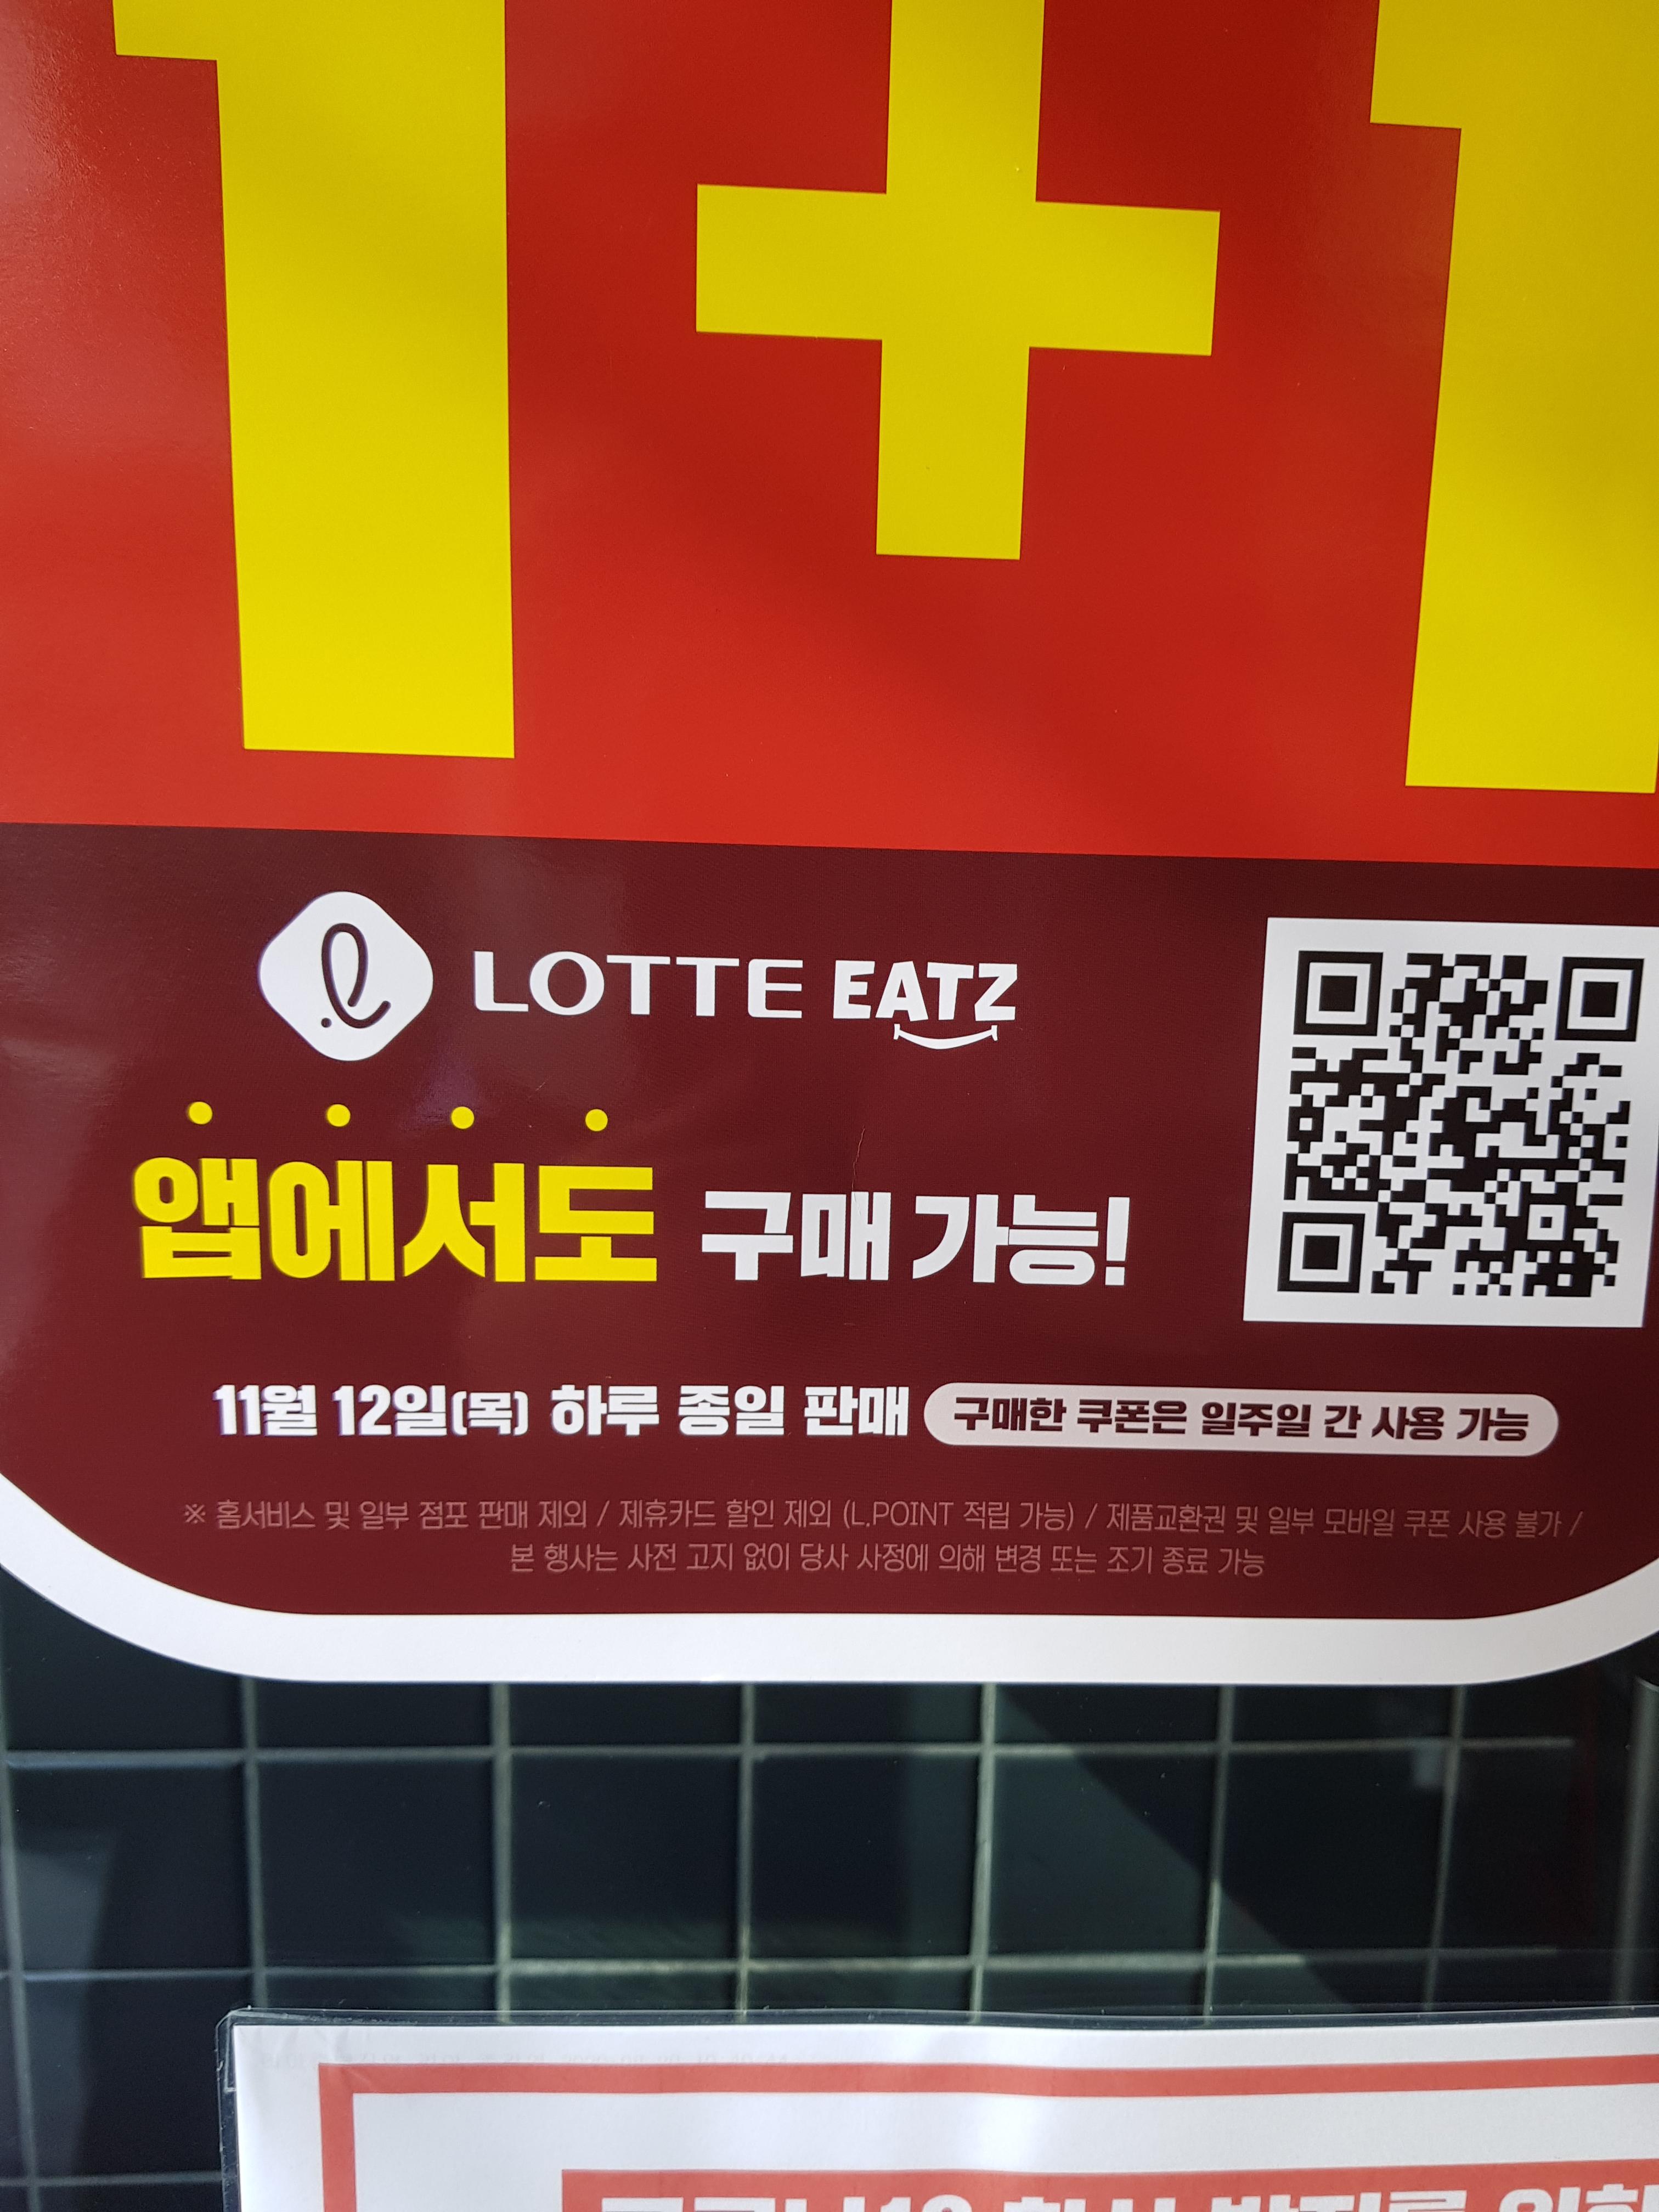 1+1
LOTTE EATZ
앱에서도 구매 가능!
11월 12일(목) 하루 종일 판매 구매한 쿠폰은 일주일 간 사용 가능
※ 홈서비스 및 일부 점포 판매 제외 / 제휴카드 할인 제외 (L.POINT 적립 가능) / 제품교환권 및 일부 모바일 쿠폰 사용 불가 /
본 행사는 사전 고지 없이 당사 사정에 의해 변경 또는 조기 종료 가능